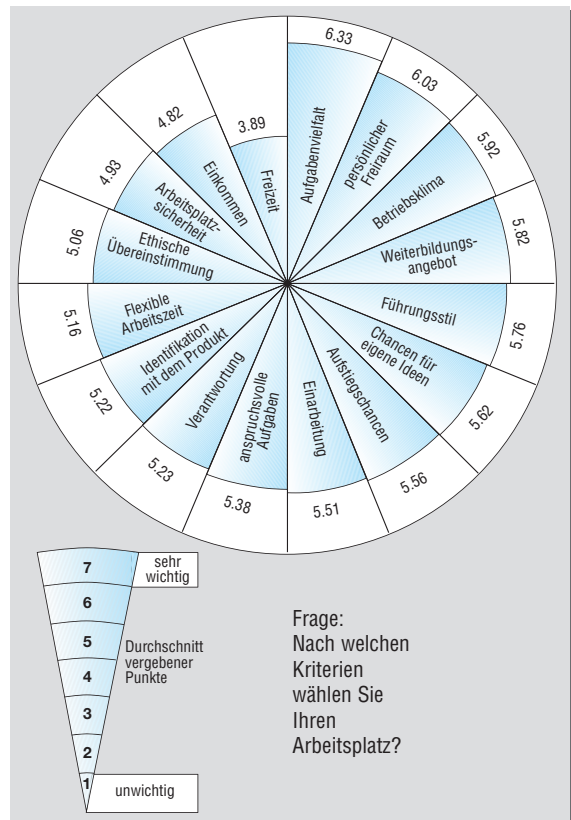 6.33
Aufgabenvielfalt
6.03
persönlicher
Freiraum
5.92
Betriebsklima
5.82
Weiterbildungs-
angebot
5.76
Führungsstil
5.62
Chancen für
eigene Ideen
5.56
Aufstiegschancen
5.51
Einarbeitung
5.38
anspruchsvolle
Aufgaben
5.23
Verantwortung
5.22
Identifikation
mit dem Produkt
5.16
Flexible
Arbeitszeit
5.06
Ethische
Übereinstimmung
4.93
Arbeitsplatz-
sicherheit
4.82
Einkommen
3.89
Freizeit
7
sehr
wichtig
6
5
Durchschnitt
vergebener
Punkte
4
3
2
1
unwichtig
Frage:
Nach welchen
Kriterien
wählen Sie
Ihren
Arbeitsplatz?